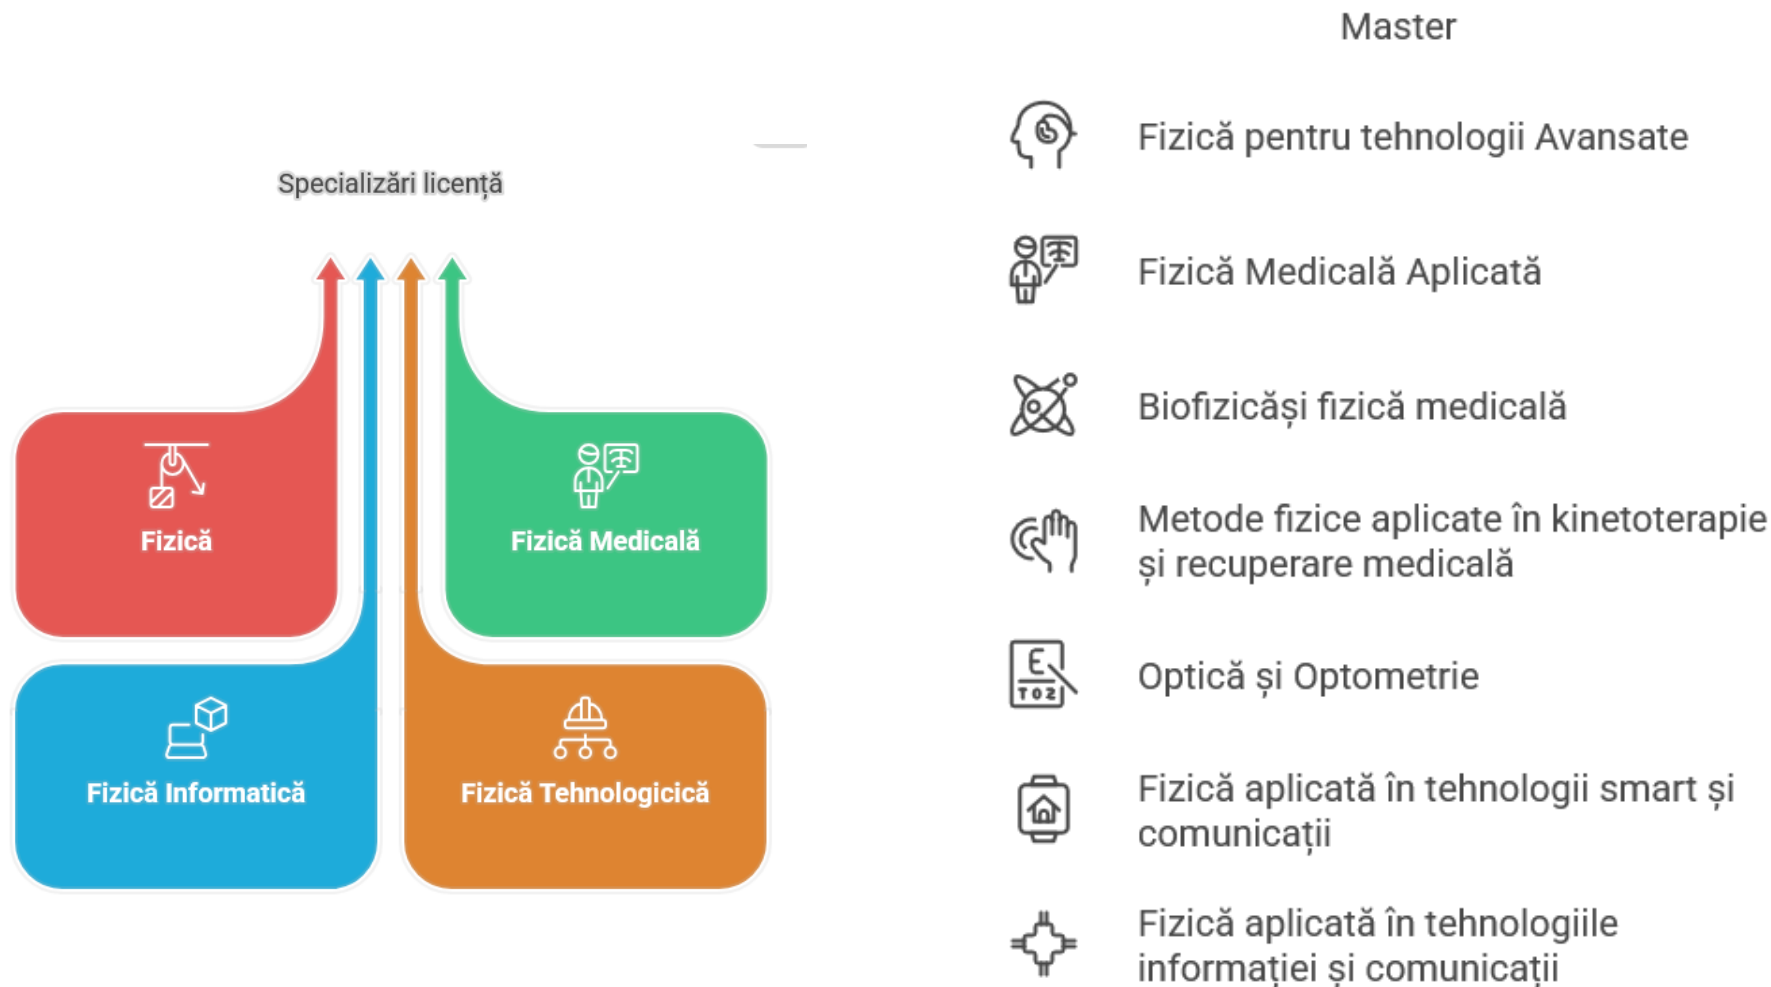 Specializări licență
Fizică
Fizică Medicală
Fizică Informatică
Fizică Tehnologicică
Master
Fizică pentru tehnologii Avansate
Fizică Medicală Aplicată
Biofizicăși fizică medicală
Metode fizice aplicate în kinetoterapie
și recuperare medicală
E
TOZ
Optică și Optometrie
Fizică aplicată în tehnologii smart și
comunicații
Fizică aplicată în tehnologiile
informației și comunicații